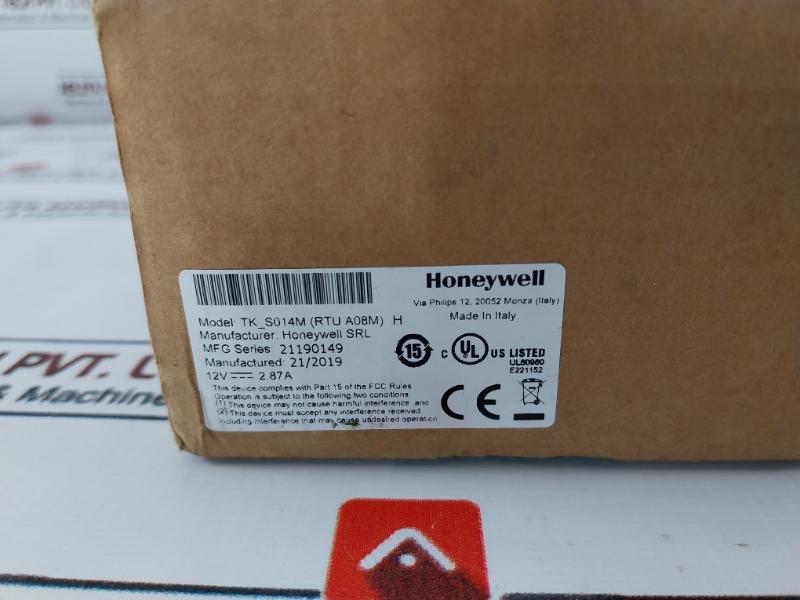 Honeywell
Via Philips 12, 20052 Monza (Italy)
Made In Italy
Model: TK_S014M (RTU A08M) H
Manufacturer: Honeywell SRL
MFG Series: 21190149
Manufactured: 21/2019
12V 2.87A
15
C UL US LISTED
UL60950
E221152
This device complies with Part 15 of the FCC Rules
Operation is subject to the following two conditions
(1) This device may not cause harmful interference, and
(2) This device must accept any interference received
including interference that may cause undesired operation
CE
PVT.
& Machine